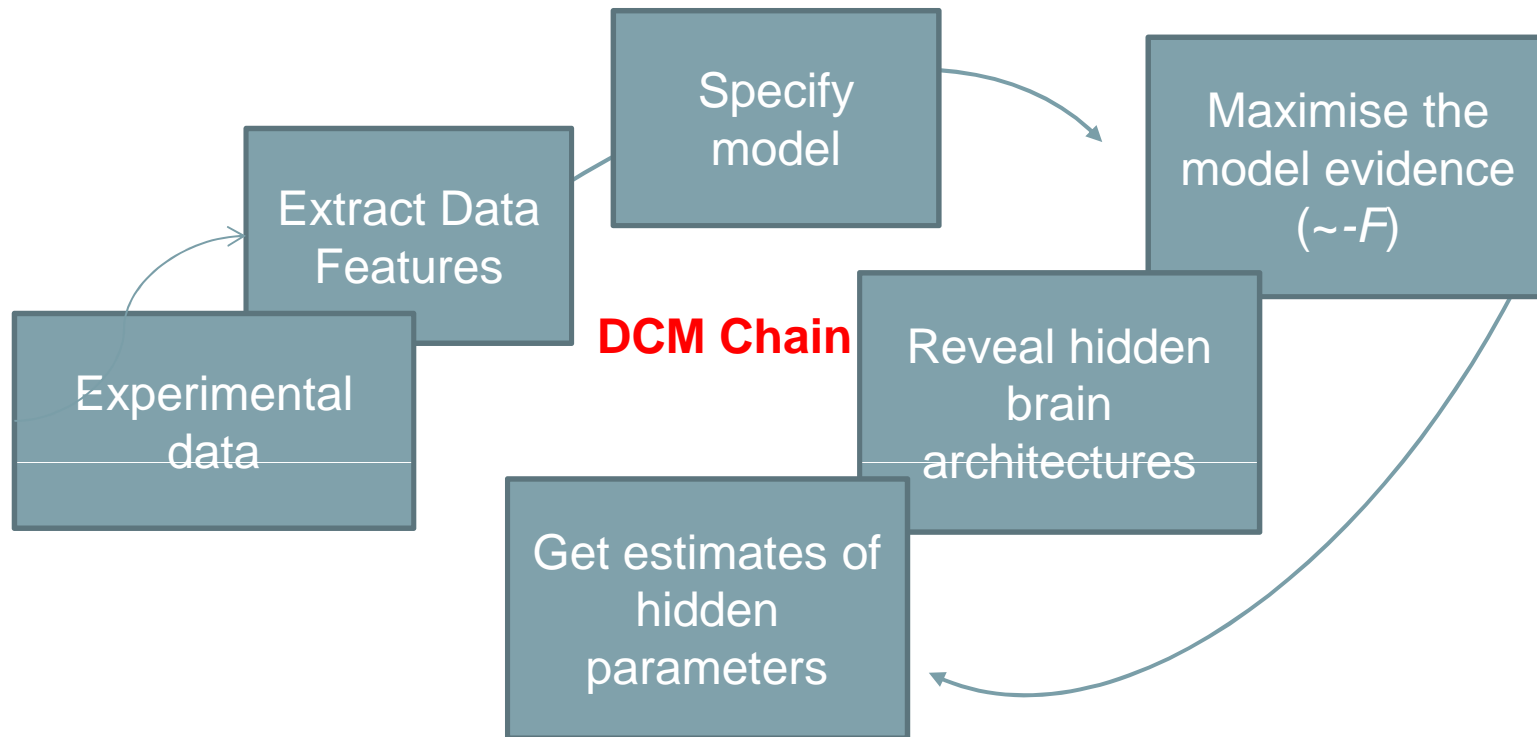 Experimental
data
Extract Data
Features
Specify
model
Maximise the
model evidence
(~-F)
DCM Chain
Reveal hidden
brain
architectures
Get estimates of
hidden
parameters